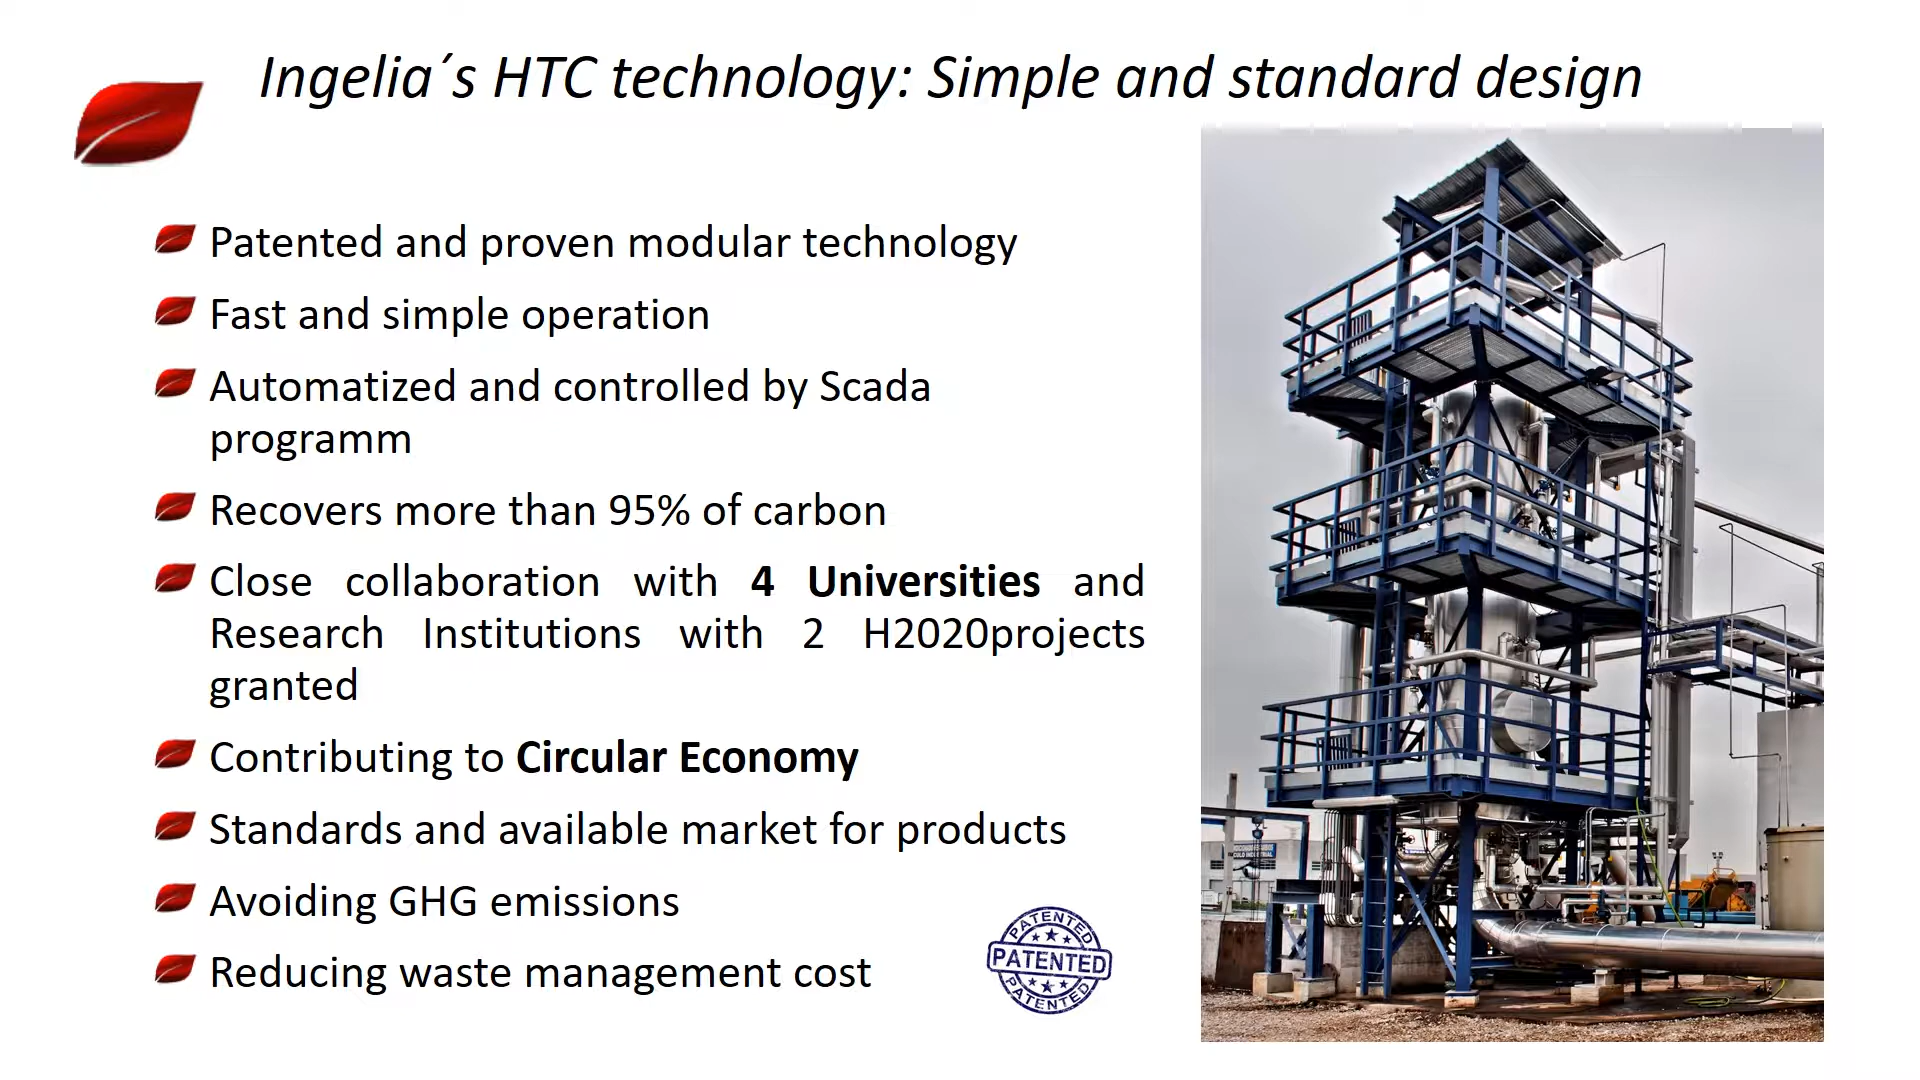 Ingelia´s HTC technology: Simple and standard design
Patented and proven modular technology
Fast and simple operation
Automatized and controlled by Scada
programm
Recovers more than 95% of carbon
Close collaboration with 4 Universities and
Research Institutions with 2 H2020projects
granted
Contributing to Circular Economy
Standards and available market for products
Avoiding GHG emissions
Reducing waste management cost
PATENTED
PATENTED
PATENTED